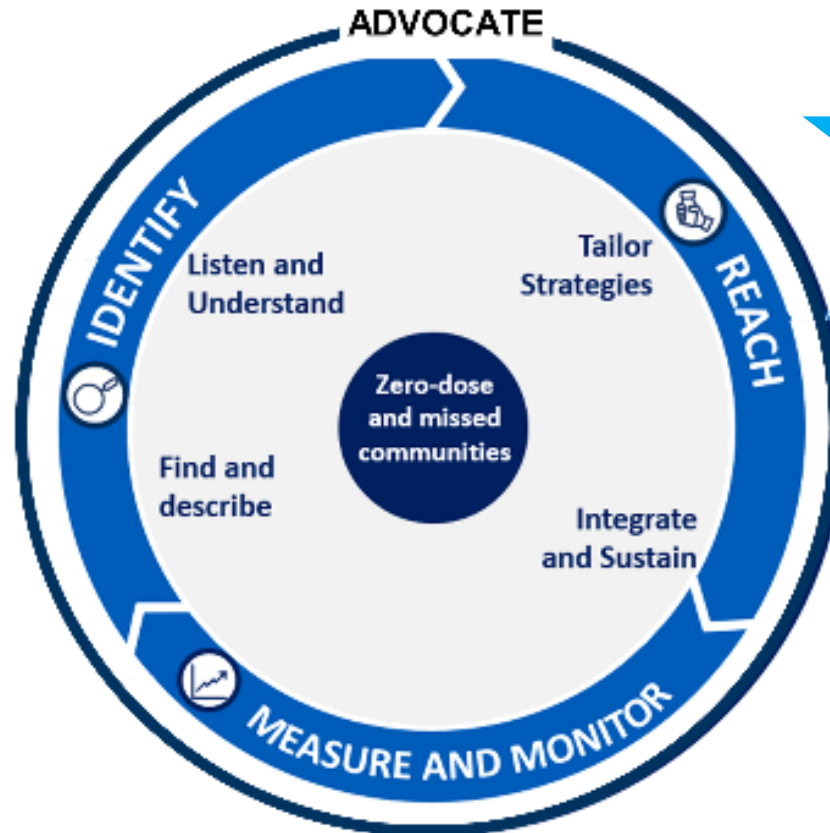 ADVOCATE
IDENTIFY
REACH
Listen and
Understand
Tailor
Strategies
Zero-dose
and missed
communities
Find and
describe
Integrate
and Sustain
MEASURE AND MONITOR